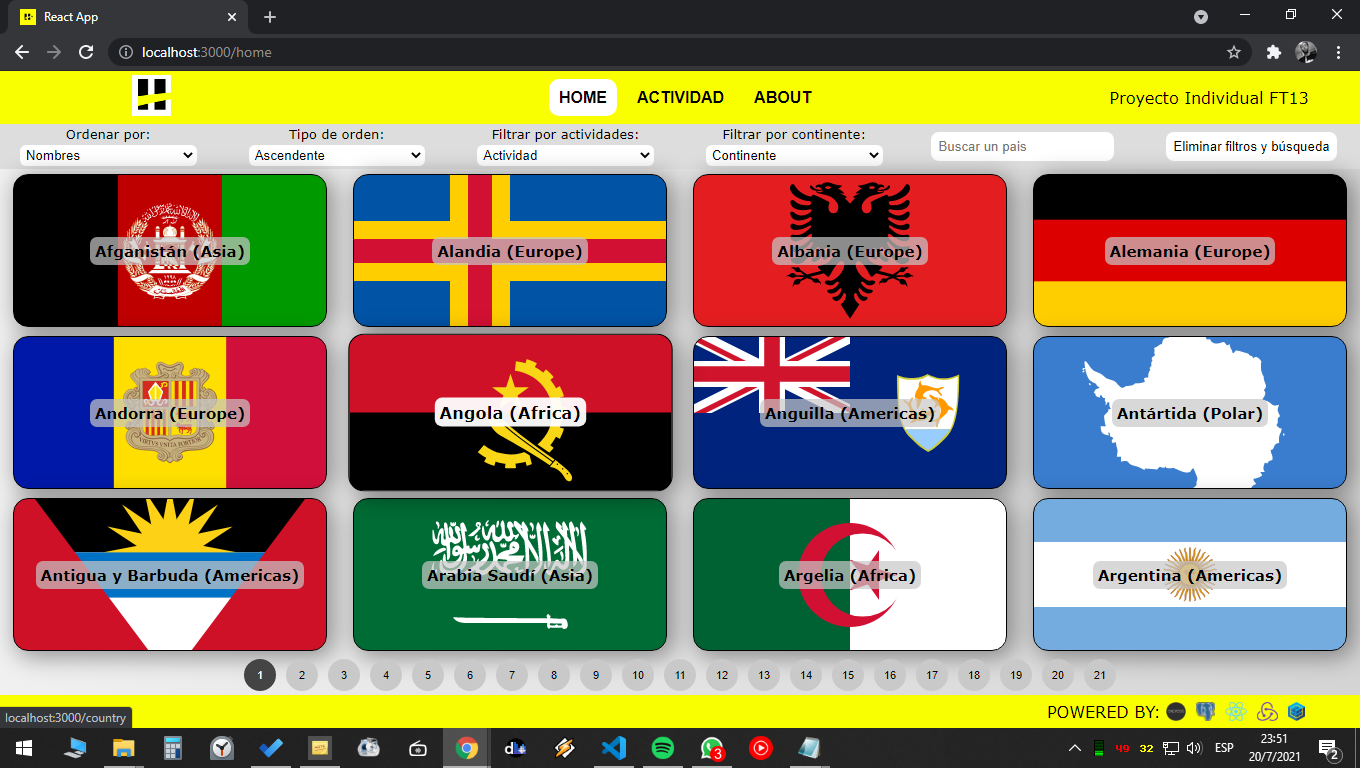 React App
localhost:3000/home
HOME
ACTIVIDAD
ABOUT
Proyecto Individual FT13
Ordenar por:
Tipo de orden:
Filtrar por actividades:
Filtrar por continente:
Nombres
Ascendente
Actividad
Continente
Buscar un pais
Eliminar filtros y búsqueda
Afganistán (Asia)
Alandia (Europe)
Albania (Europe)
Alemania (Europe)
Andorra (Europe)
Angola (Africa)
Anguilla (Americas)
Antártida (Polar)
Antigua y Barbuda (Americas)
Arabia Saudí (Asia)
Argelia (Africa)
Argentina (Americas)
1 2 3 4 5 6 7 8 9 10 11 12 13 14 15 16 17 18 19 20 21
localhost:3000/country
POWERED BY:
3
49
32
ESP
23:51
20/7/2021
2